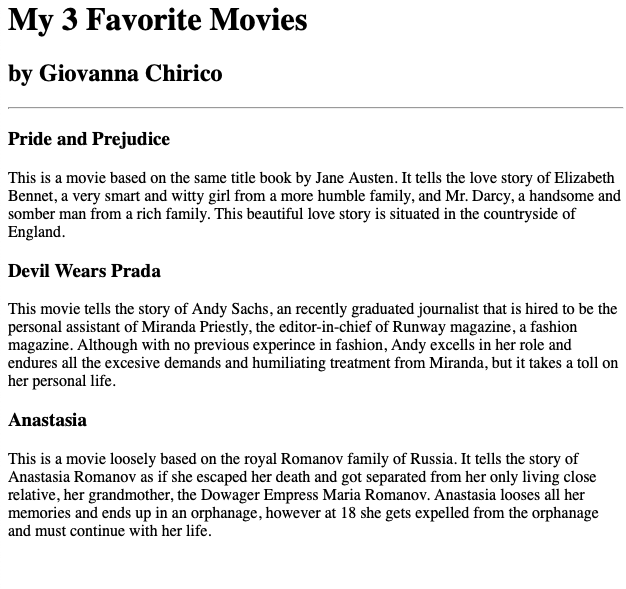 My 3 Favorite Movies
by Giovanna Chirico
Pride and Prejudice
This is a movie based on the same title book by Jane Austen. It tells the love story of Elizabeth
Bennet, a very smart and witty girl from a more humble family, and Mr. Darcy, a handsome and
somber man from a rich family. This beautiful love story is situated in the countryside of
England.
Devil Wears Prada
This movie tells the story of Andy Sachs, an recently graduated journalist that is hired to be the
personal assistant of Miranda Priestly, the editor-in-chief of Runway magazine, a fashion
magazine. Although with no previous experince in fashion, Andy excells in her role and
endures all the excesive demands and humiliating treatment from Miranda, but it takes a toll on
her personal life.
Anastasia
This is a movie loosely based on the royal Romanov family of Russia. It tells the story of
Anastasia Romanov as if she escaped her death and got separated from her only living close
relative, her grandmother, the Dowager Empress Maria Romanov. Anastasia looses all her
memories and ends up in an orphanage, however at 18 she gets expelled from the orphanage
and must continue with her life.